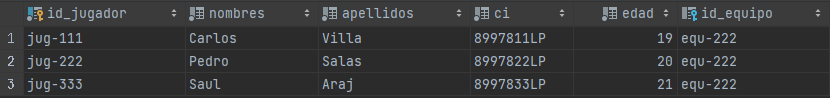 id_jugador nombres apellidos ci edad id_equipo
1 jug-111 Carlos Villa 8997811LP 19 equ-222
2 jug-222 Pedro Salas 8997822LP 20 equ-222
3 jug-333 Saul Araj 8997833LP 21 equ-222